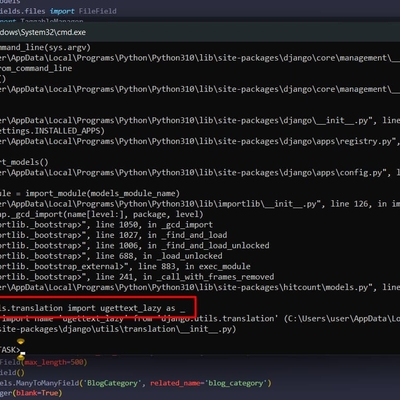 odels
ields.files import FileField
port TaggableManager
ndows\System32\cmd.exe
ommand_line(sys.argv)
er\AppData\Local\Programs\Python\Python310\lib\site-packages\django\core\management\__
rom_command_line
()
er\AppData\Local\Programs\Python\Python310\lib\site-packages\django\core\management\__
er\AppData\Local\Programs\Python\Python310\lib\site-packages\django\__init__.py", line
ettings.INSTALLED_APPS)
er\AppData\Local\Programs\Python\Python310\lib\site-packages\django\apps\registry.py",
rt_models()
er\AppData\Local\Programs\Python\Python310\lib\site-packages\django\apps\config.py", li
ule = import_module(models_module_name)
er\AppData\Local\Programs\Python\Python310\lib\importlib\__init__.py", line 126, in im
ap._gcd_import(name[level:], package, level)
ortlib._bootstrap>", line 1050, in _gcd_import
ortlib._bootstrap>", line 1027, in _find_and_load
ortlib._bootstrap>", line 1006, in _find_and_load_unlocked
ortlib._bootstrap>", line 688, in _load_unlocked
ortlib._bootstrap_external>", line 883, in exec_module
ortlib._bootstrap>", line 241, in _call_with_frames_removed
er\AppData\Local\Programs\Python\Python310\lib\site-packages\hitcount\models.py", line
ls.translation import ugettext_lazy as _
import name 'ugettext_lazy' from 'django.utils.translation' (C:\Users\user\AppData\Lo
site-packages\django\utils\translation\__init__.py)
TASK>
Field(max_length=500)
ield()
els.ManyToManyField('BlogCategory', related_name='blog_category')
ger(blank=True)